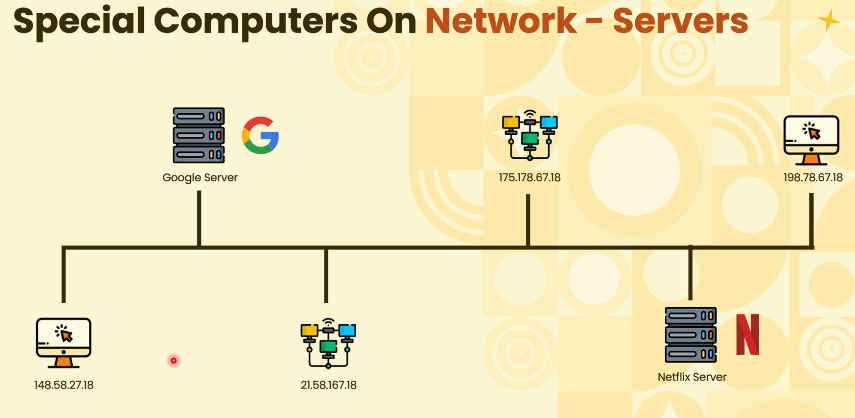 Special Computers On Network - Servers
Google Server
175.178.67.18
198.78.67.18
148.58.27.18
21.58.167.18
Netflix Server